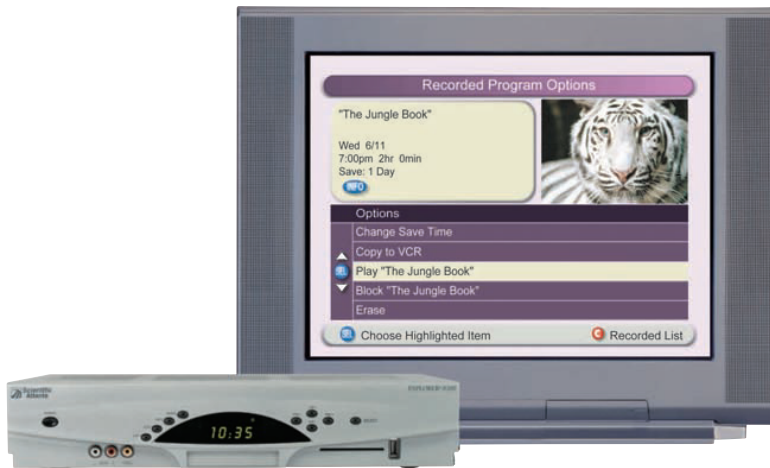 Recorded Program Options
"The Jungle Book"
Wed 6/11
7:00pm 2hr 0min
Save: 1 Day
INFO
Options
Change Save Time
Copy to VCR
SEL
Play "The Jungle Book"
Block "The Jungle Book"
Erase
SEL Choose Highlighted Item
C Recorded List
Scientific
Atlanta
10:35